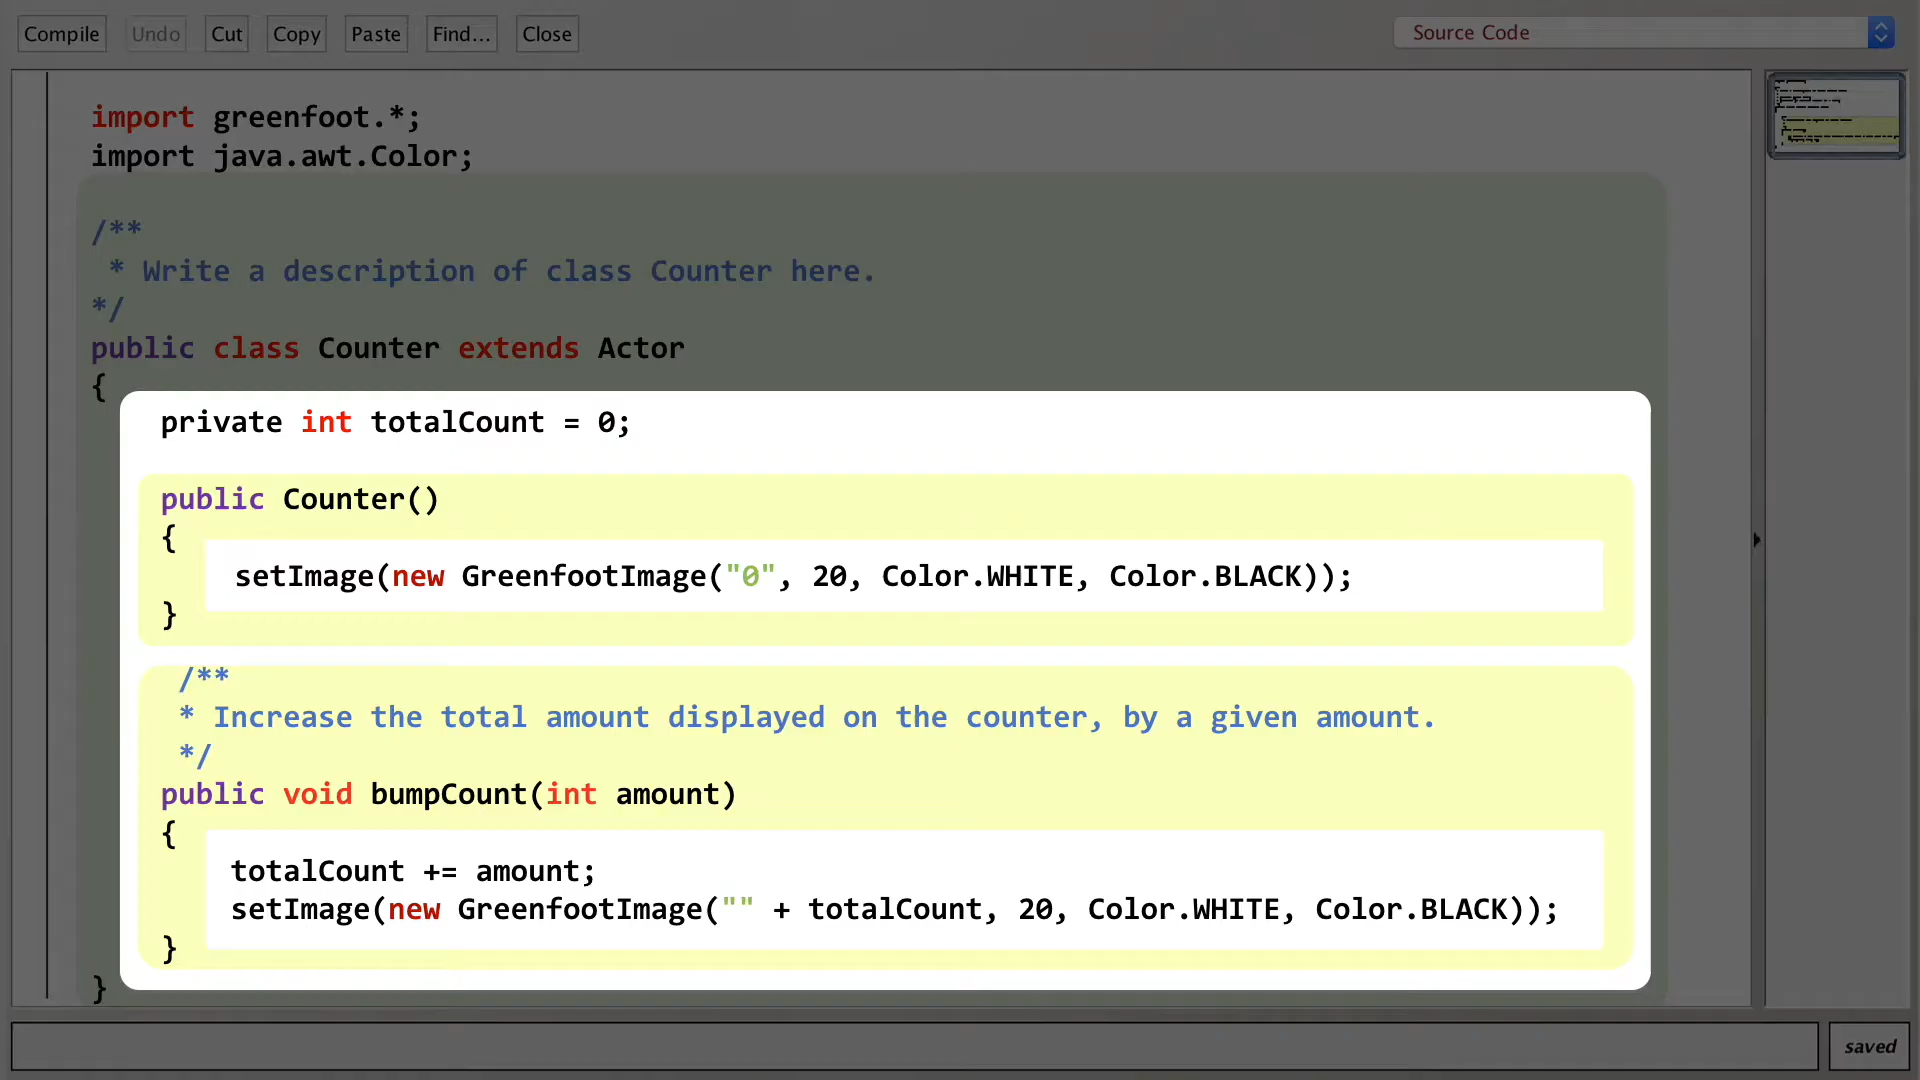 Compile Undo Cut Copy Paste Find... Close Source Code
import greenfoot.*;
import java.awt.Color;
/**
* Write a description of class Counter here.
*/
public class Counter extends Actor
{
private int totalCount = 0;
public Counter()
{
setImage(new GreenfootImage("0", 20, Color.WHITE, Color.BLACK));
}
/**
* Increase the total amount displayed on the counter, by a given amount.
*/
public void bumpCount(int amount)
{
totalCount += amount;
setImage(new GreenfootImage("" + totalCount, 20, Color.WHITE, Color.BLACK));
}
}
saved